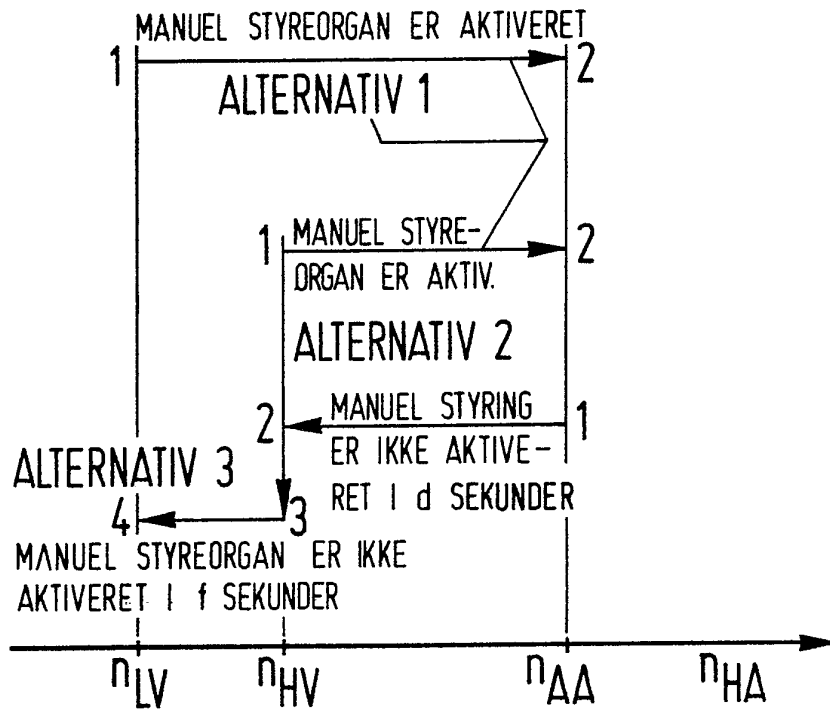 MANUEL STYREORGAN ER AKTIVERET
1 2
ALTERNATIV 1
1 MANUEL STYRE- 2
ORGAN ER AKTIV.
ALTERNATIV 2
2 MANUEL STYRING 1
ER IKKE AKTIVE-
RET I d SEKUNDER
ALTERNATIV 3
4 3
MANUEL STYREORGAN ER IKKE
AKTIVERET I f SEKUNDER
nLV nHV nAA nHA